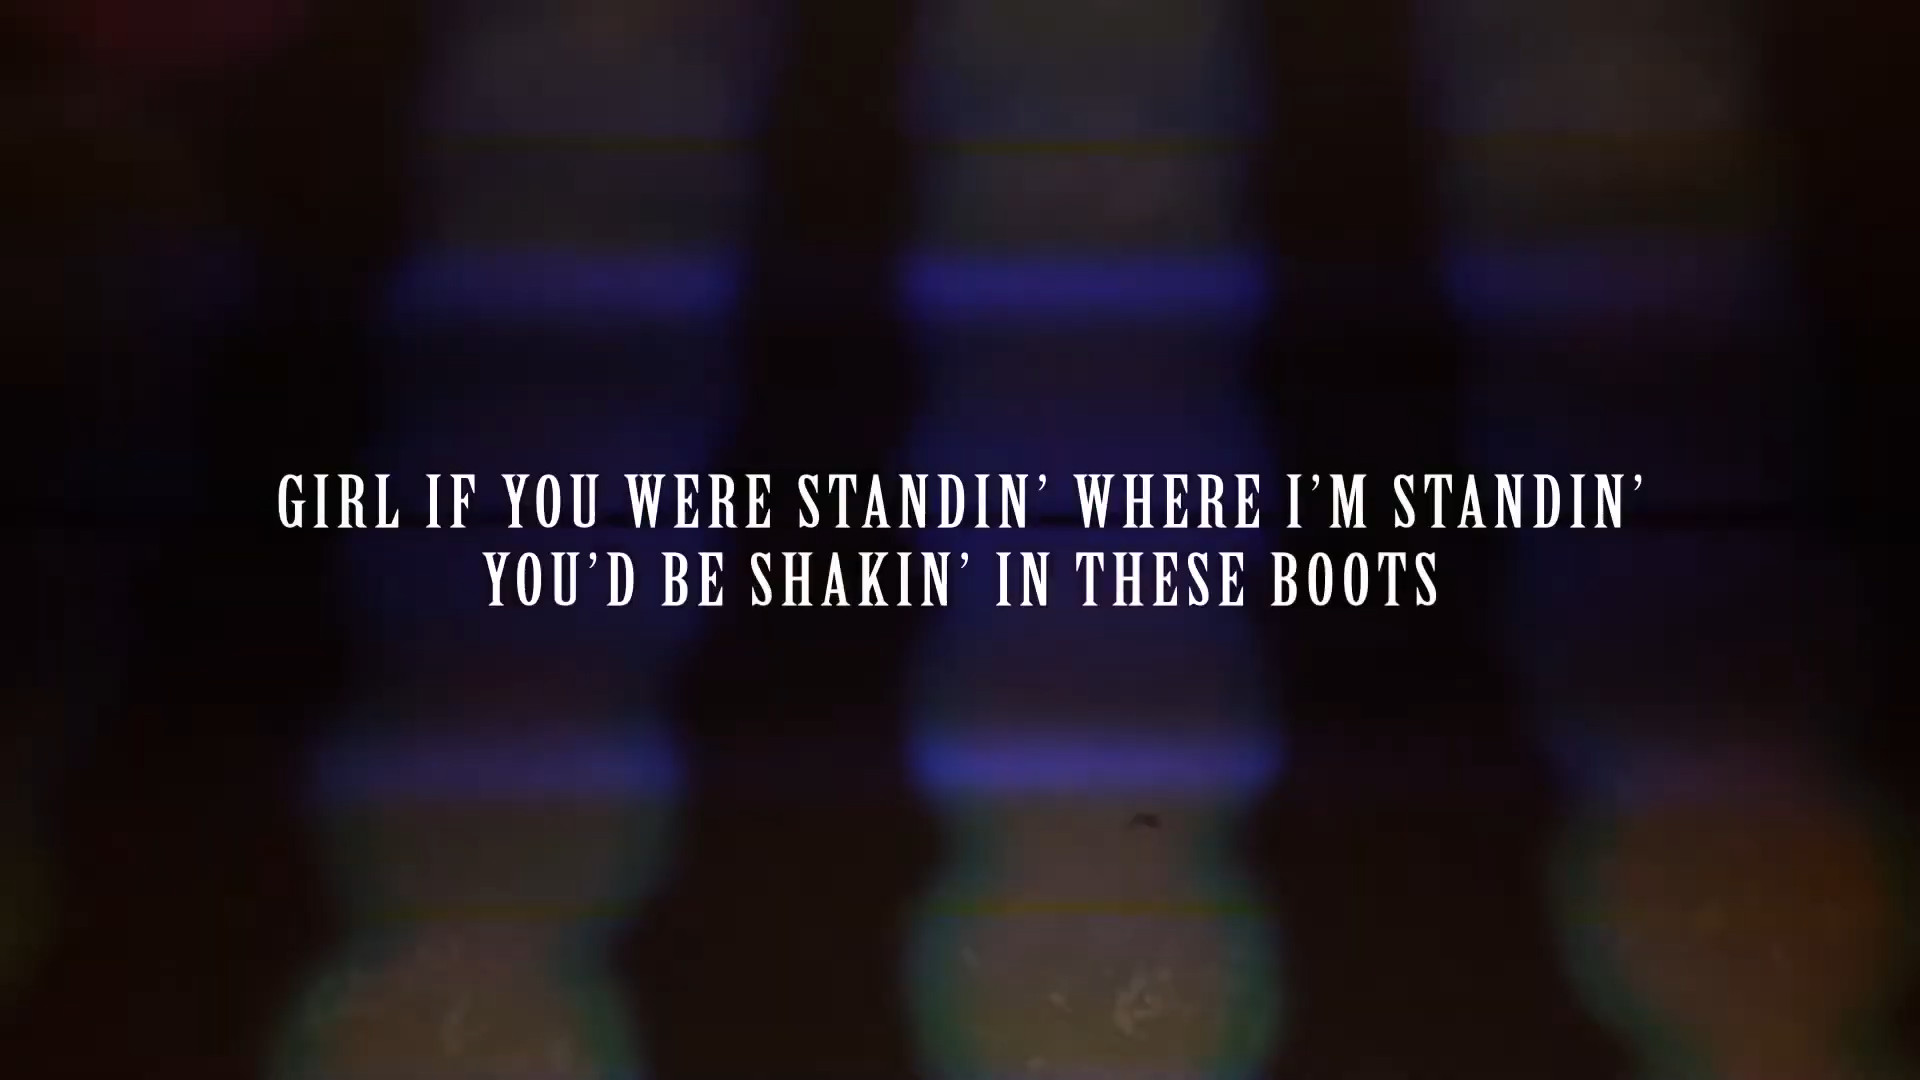 GIRL IF YOU WERE STANDIN’ WHERE I’M STANDIN’
YOU’D BE SHAKIN’ IN THESE BOOTS